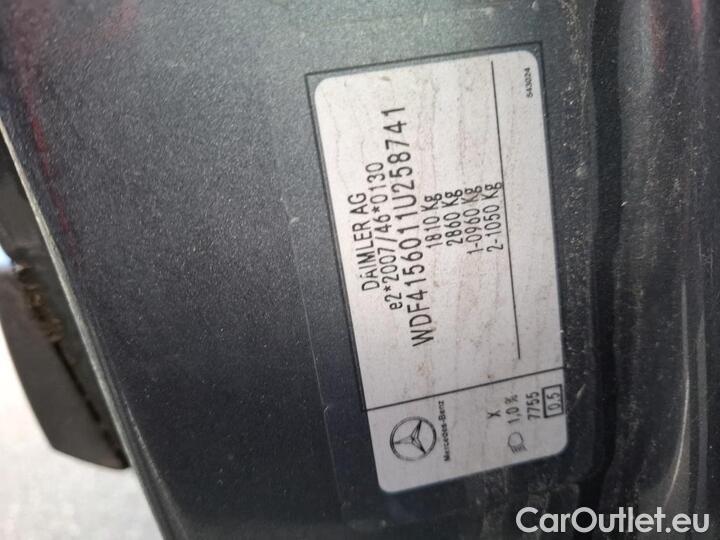 DAIMLER AG
e2*2007/46*0130
WDF4156011U258741
1810 Kg
2860 Kg
1-0960 Kg
2-1050 Kg
Mercedes-Benz
X
1,0 %
7755
0,5
543024
CarOutlet.eu